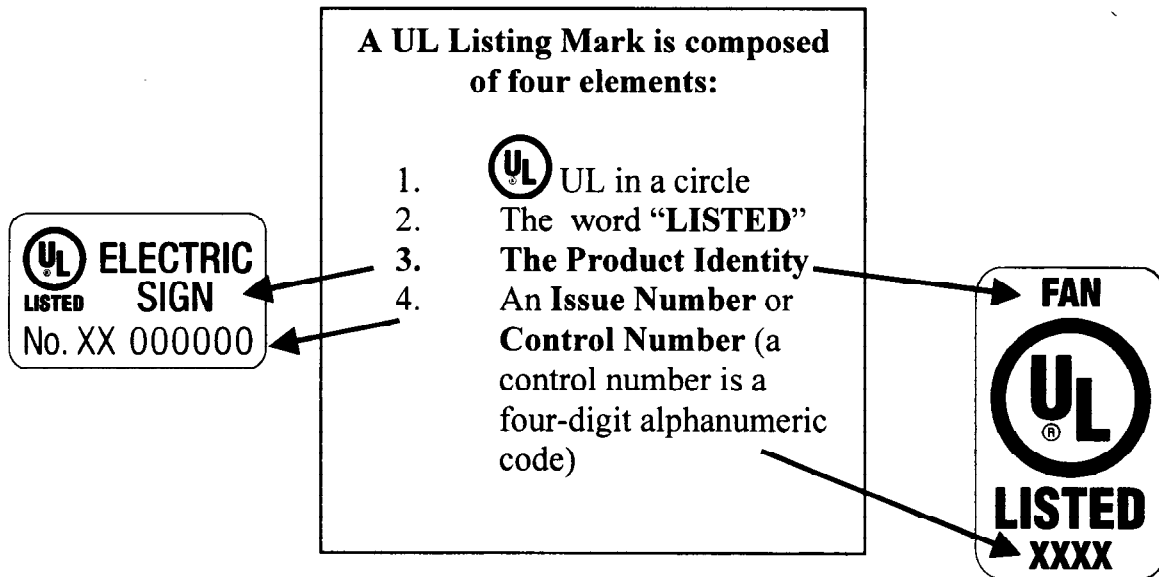 A UL Listing Mark is composed
of four elements:
1. UL ® UL in a circle
2. The word “LISTED”
3. The Product Identity
4. An Issue Number or
Control Number (a
control number is a
four-digit alphanumeric
code)
UL ® LISTED
ELECTRIC
SIGN
No. XX 000000
FAN
UL
®
LISTED
XXXX